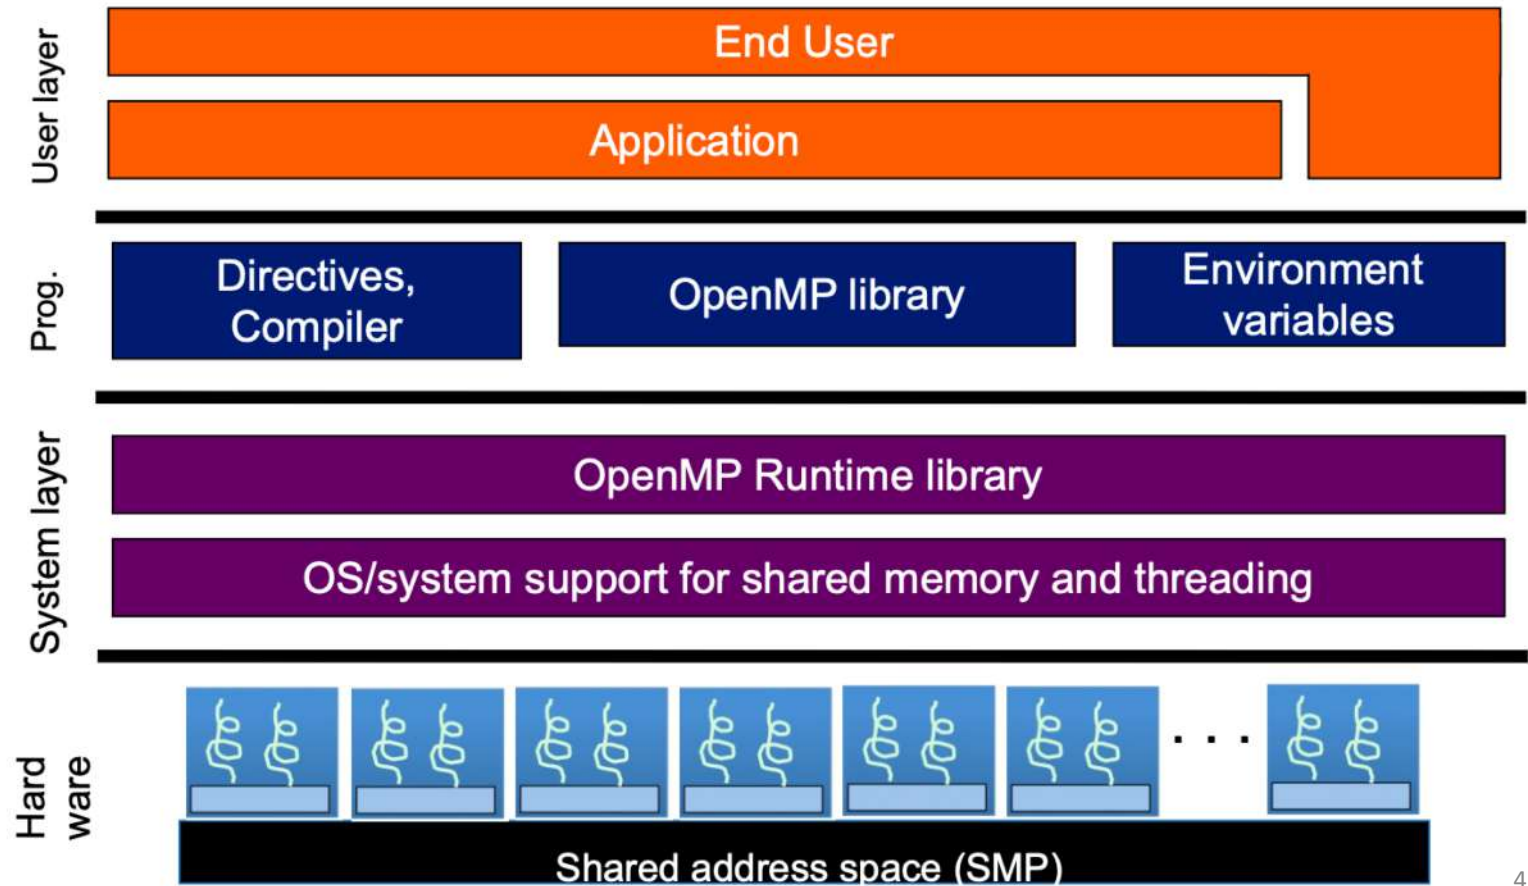 User layer
End User
Application
Prog.
Directives,
Compiler
OpenMP library
Environment
variables
System layer
OpenMP Runtime library
OS/system support for shared memory and threading
Hard
ware
. . .
Shared address space (SMP)
4